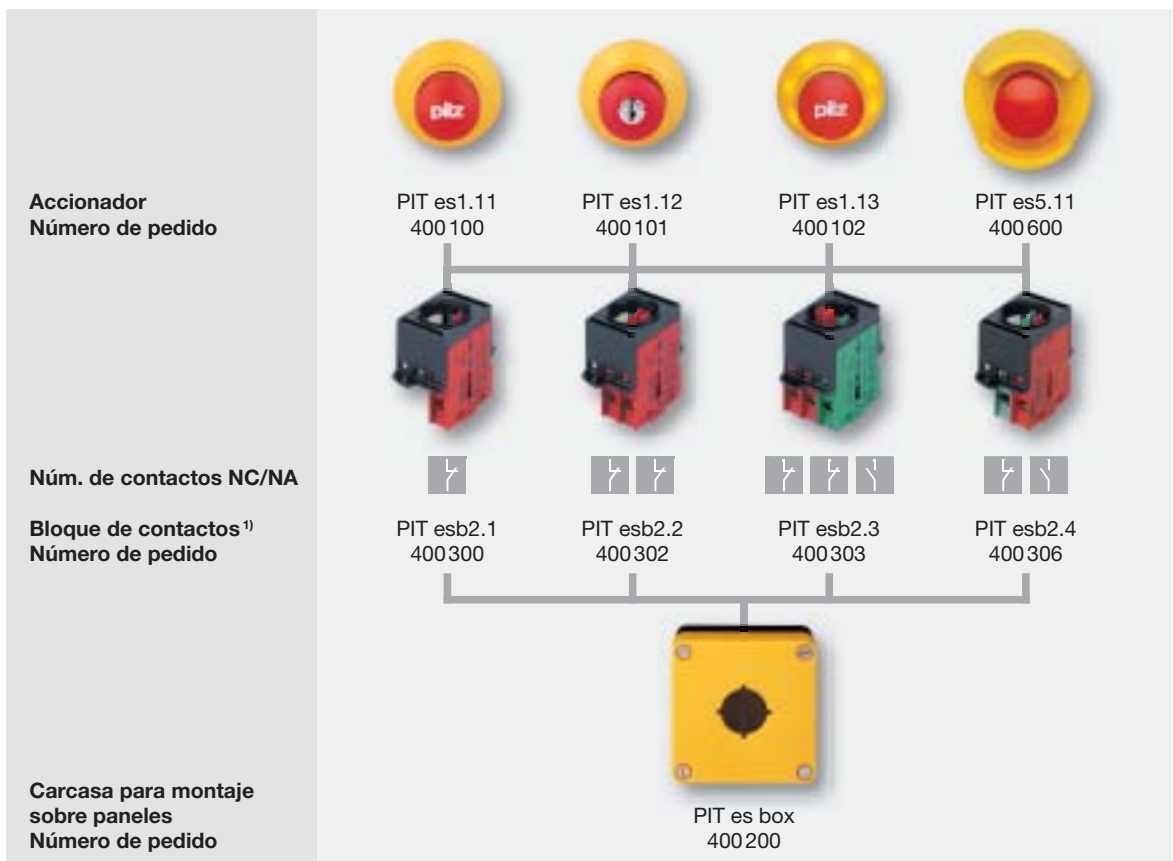 pilz
pilz
Accionador
Número de pedido
PIT es1.11
400100
PIT es1.12
400101
PIT es1.13
400102
PIT es5.11
400600
Núm. de contactos NC/NA
Bloque de contactos 1)
Número de pedido
PIT esb2.1
400300
PIT esb2.2
400302
PIT esb2.3
400303
PIT esb2.4
400306
Carcasa para montaje
sobre paneles
Número de pedido
PIT es box
400200